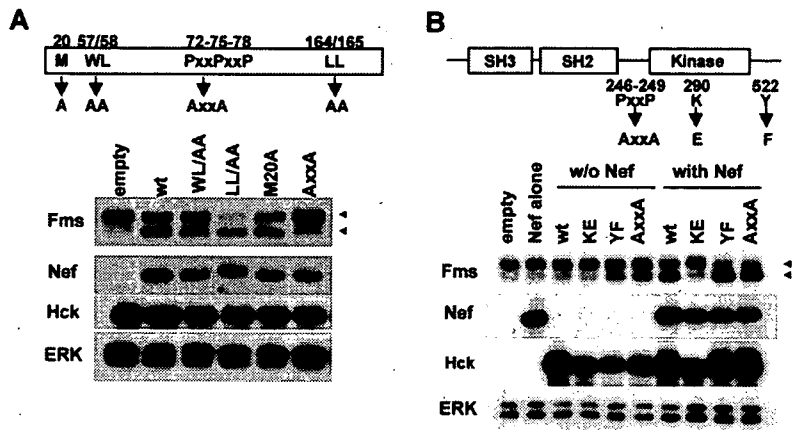 A
20 57/58 72-75-78 164/165
M WL PxxPxxP LL
A AA AxxA AA
empty wt WL/AA LL/AA M20A AxxA
Fms
Nef
Hck
ERK
B
SH3 SH2 Kinase
246-249 290 522
PxxP K Y
AxxA E F
w/o Nef with Nef
empty Nef alone wt KE YF AxxA wt KE YF AxxA
Fms
Nef
Hck
ERK